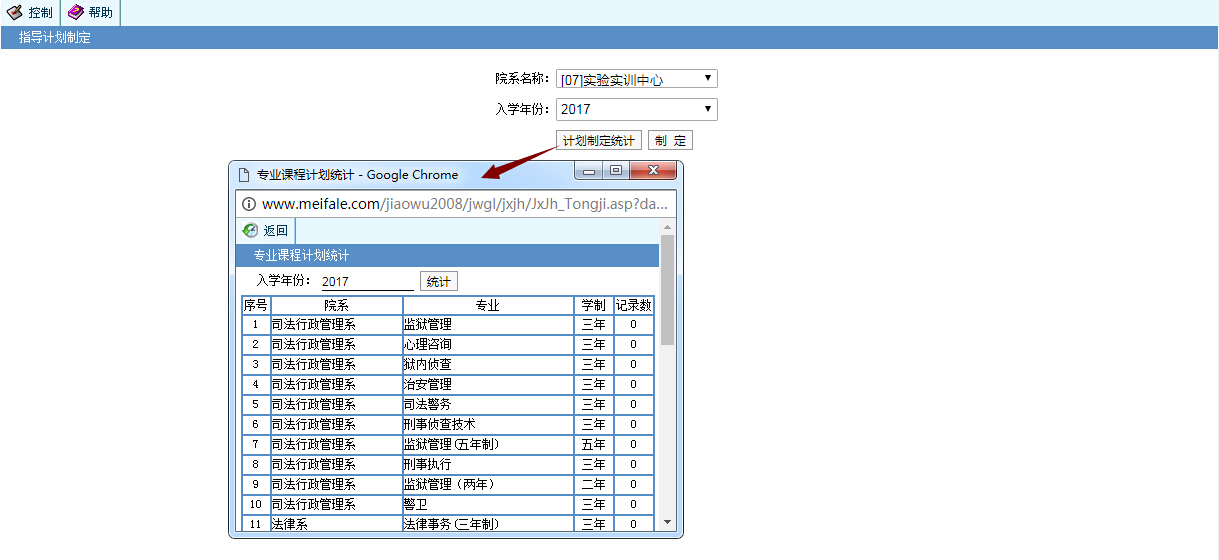 控制 帮助
指导计划制定
院系名称： [07]实验实训中心
入学年份： 2017
计划制定统计 制 定
专业课程计划统计 - Google Chrome
www.meifale.com/jiaowu2008/jwgl/jxjh/JxJh_Tongji.asp?da...
返回
专业课程计划统计
入学年份： 2017 统计
序号 院系 专业 学制 记录数
1 司法行政管理系 监狱管理 三年 0
2 司法行政管理系 心理咨询 三年 0
3 司法行政管理系 狱内侦查 三年 0
4 司法行政管理系 治安管理 三年 0
5 司法行政管理系 司法警务 三年 0
6 司法行政管理系 刑事侦查技术 三年 0
7 司法行政管理系 监狱管理(五年制) 五年 0
8 司法行政管理系 刑事执行 三年 0
9 司法行政管理系 监狱管理（两年） 二年 0
10 司法行政管理系 警卫 三年 0
11 法律系 法律事务(三年制) 三年 0